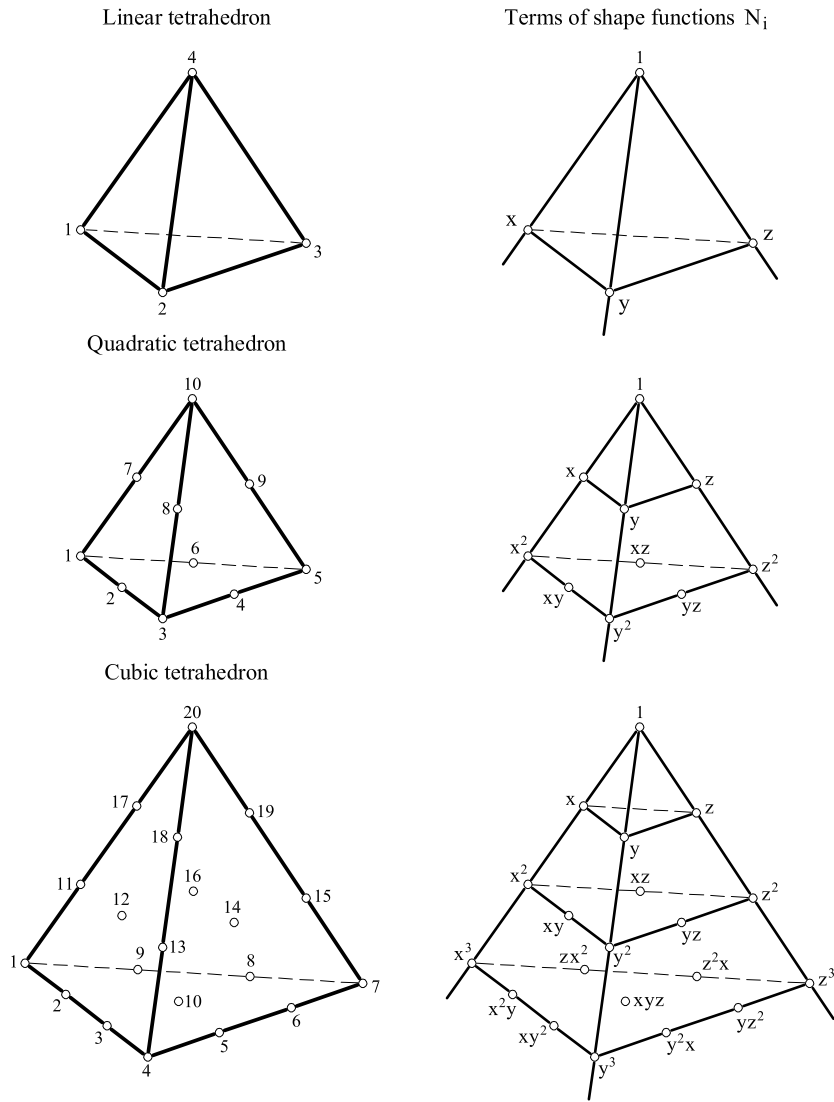 Linear tetrahedron
Terms of shape functions Nᵢ
4
1
1
3
2
x
z
y
Quadratic tetrahedron
10
1
7
9
8
x
z
y
1
6
5
2
4
3
x²
xz
z²
xy
yz
y²
Cubic tetrahedron
20
1
17
19
18
x
z
y
11
16
15
12
14
13
x²
xz
z²
xy
yz
y²
1
9
8
7
10
2
6
3
5
4
x³
zx²
z²x
z³
x²y
xyz
yz²
xy²
y²x
y³